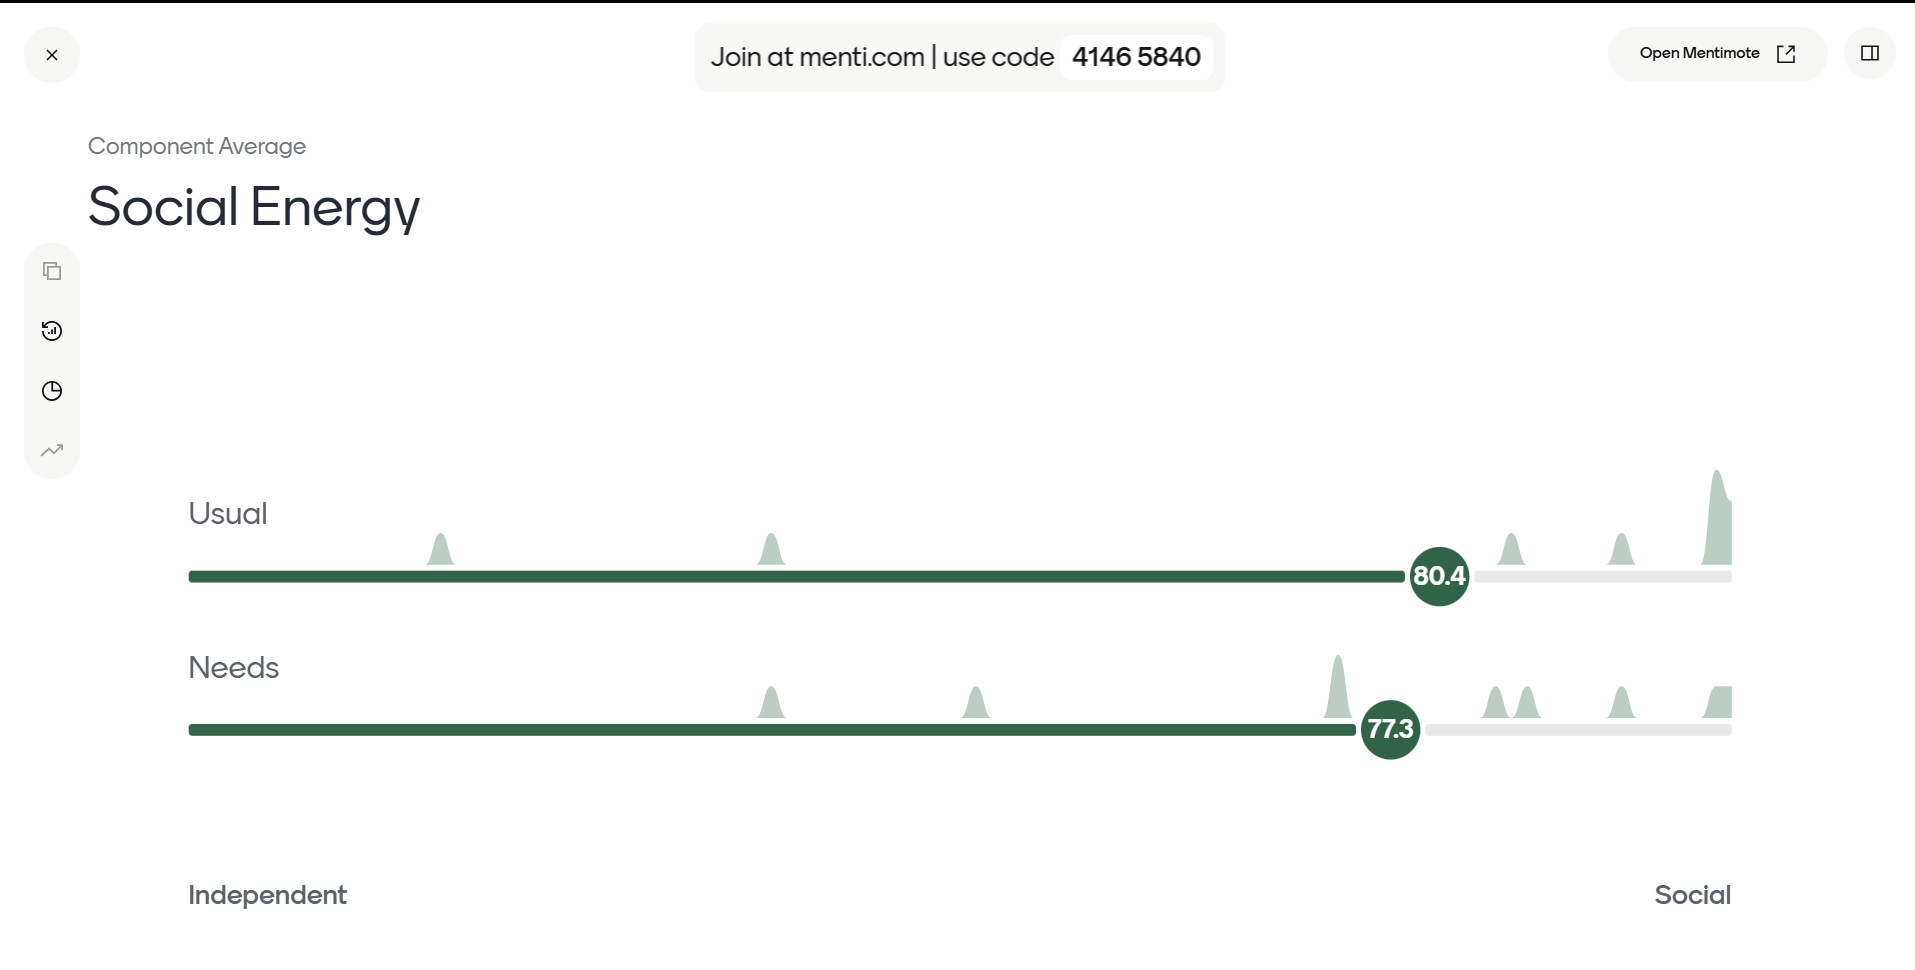 Join at menti.com | use code 4146 5840
Open Mentimote
Component Average
Social Energy
Usual
80.4
Needs
77.3
Independent
Social